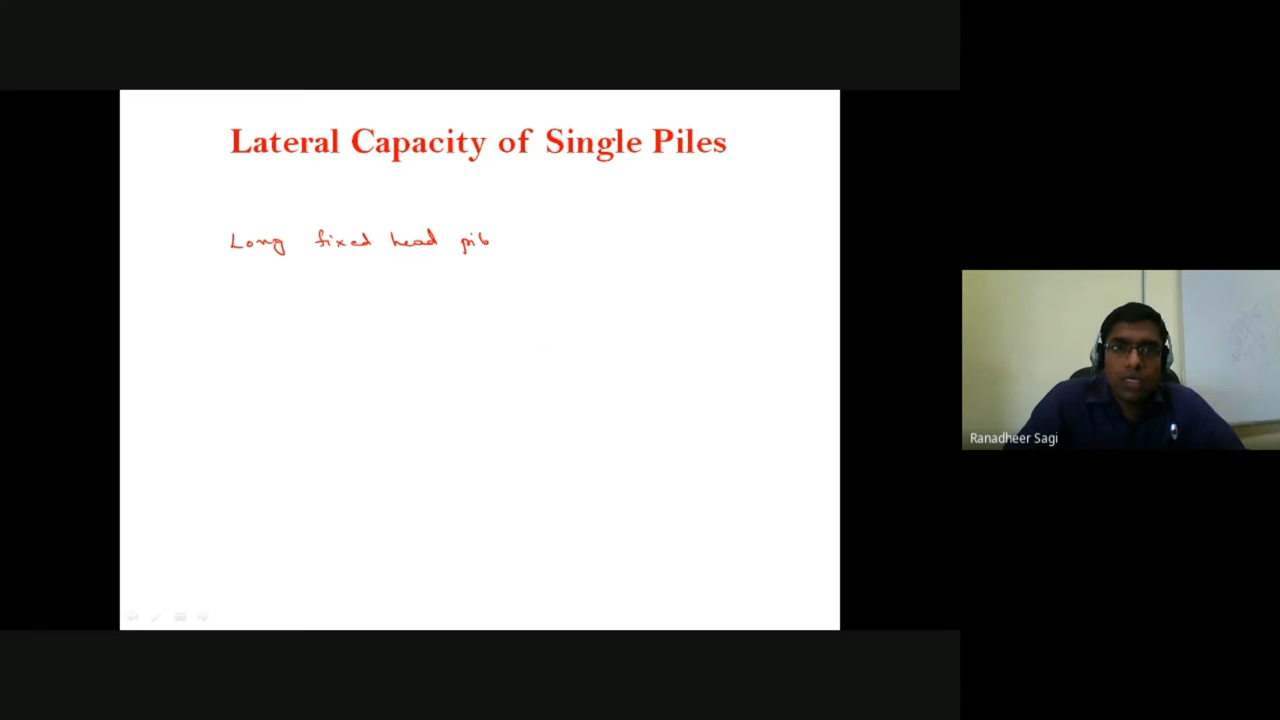 Lateral Capacity of Single Piles
Long fixed head pile
Ranadheer Sagi